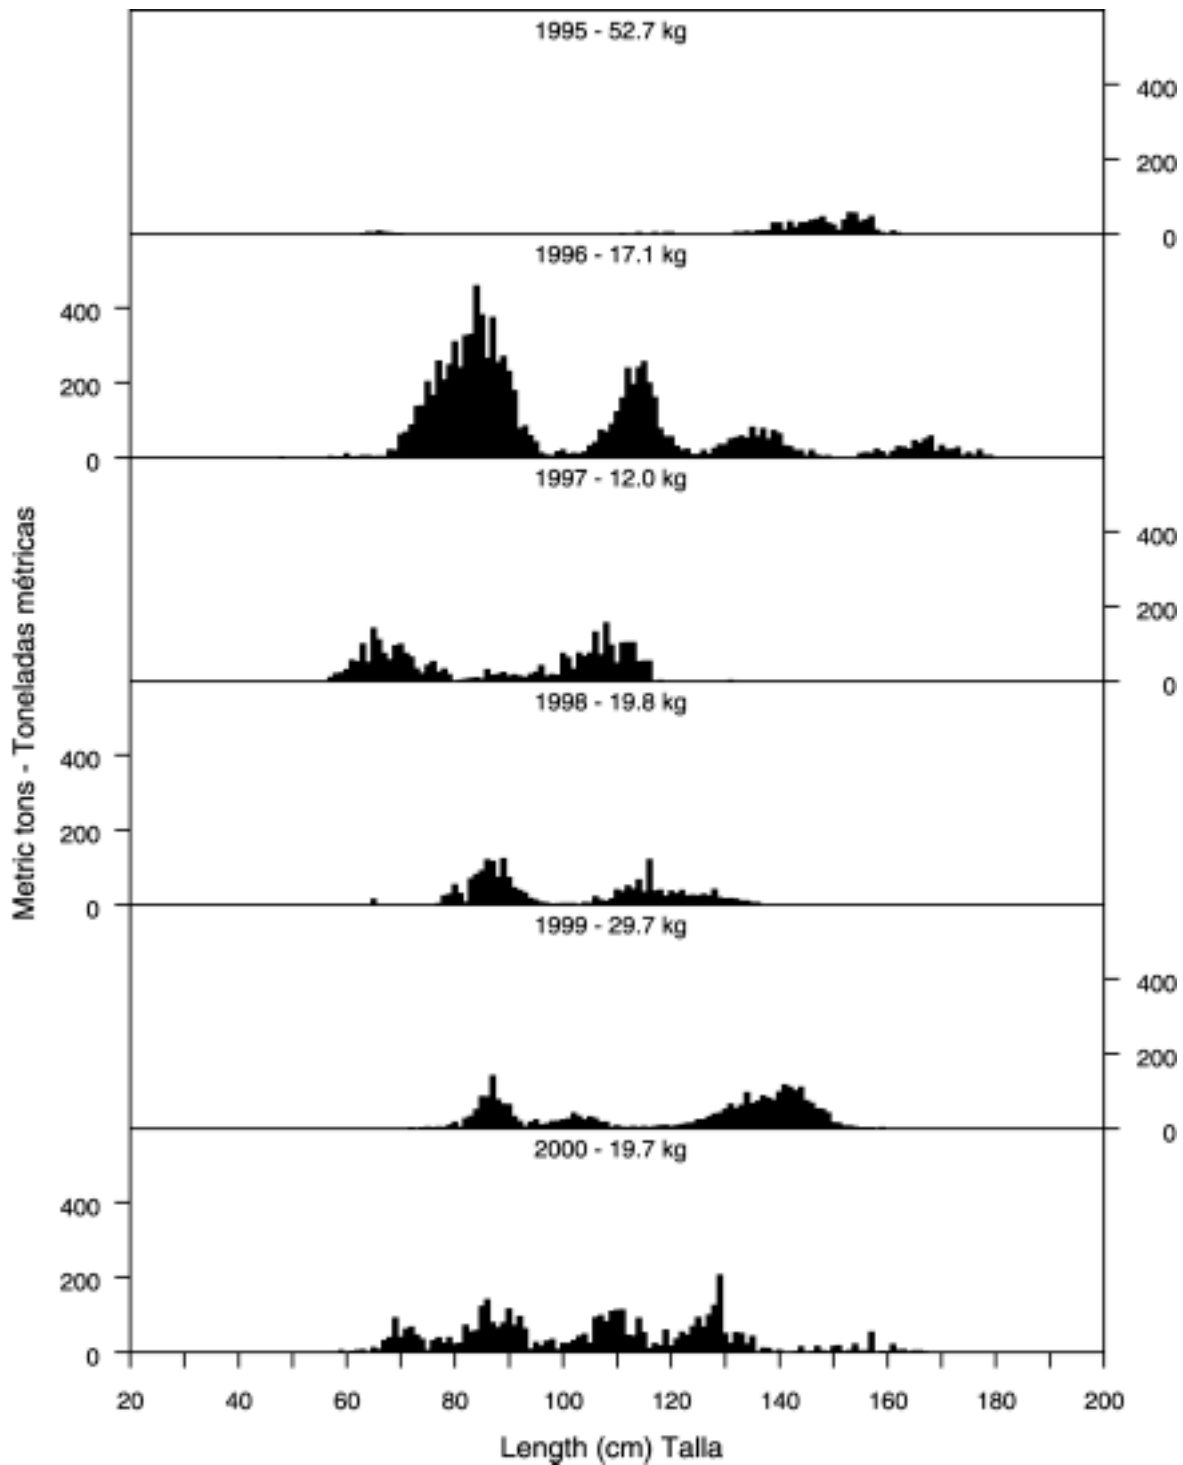 1995 - 52.7 kg
400
200
0
1996 - 17.1 kg
400
200
0
1997 - 12.0 kg
400
200
0
1998 - 19.8 kg
400
200
0
1999 - 29.7 kg
400
200
0
2000 - 19.7 kg
400
200
0
20 40 60 80 100 120 140 160 180 200
Length (cm) Talla
Metric tons - Toneladas métricas